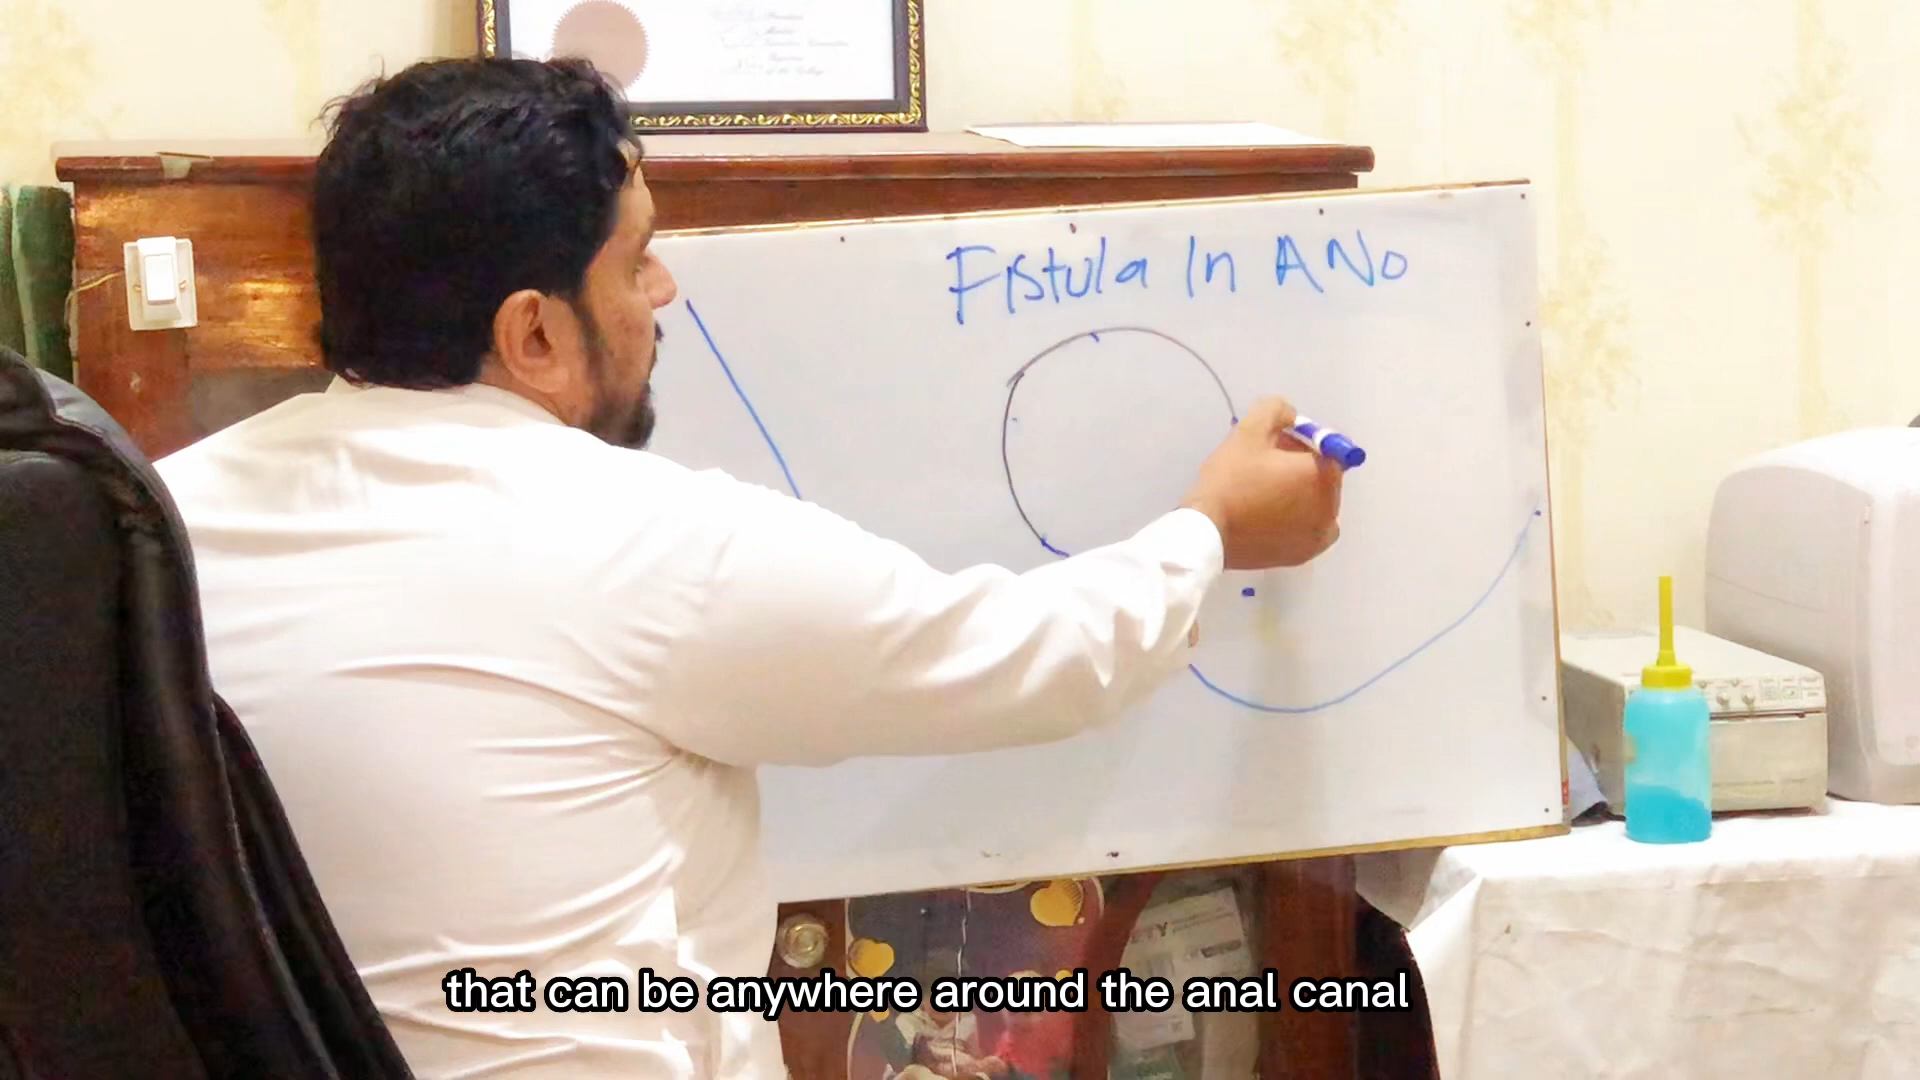 Fistula In ANo
that can be anywhere around the anal canal